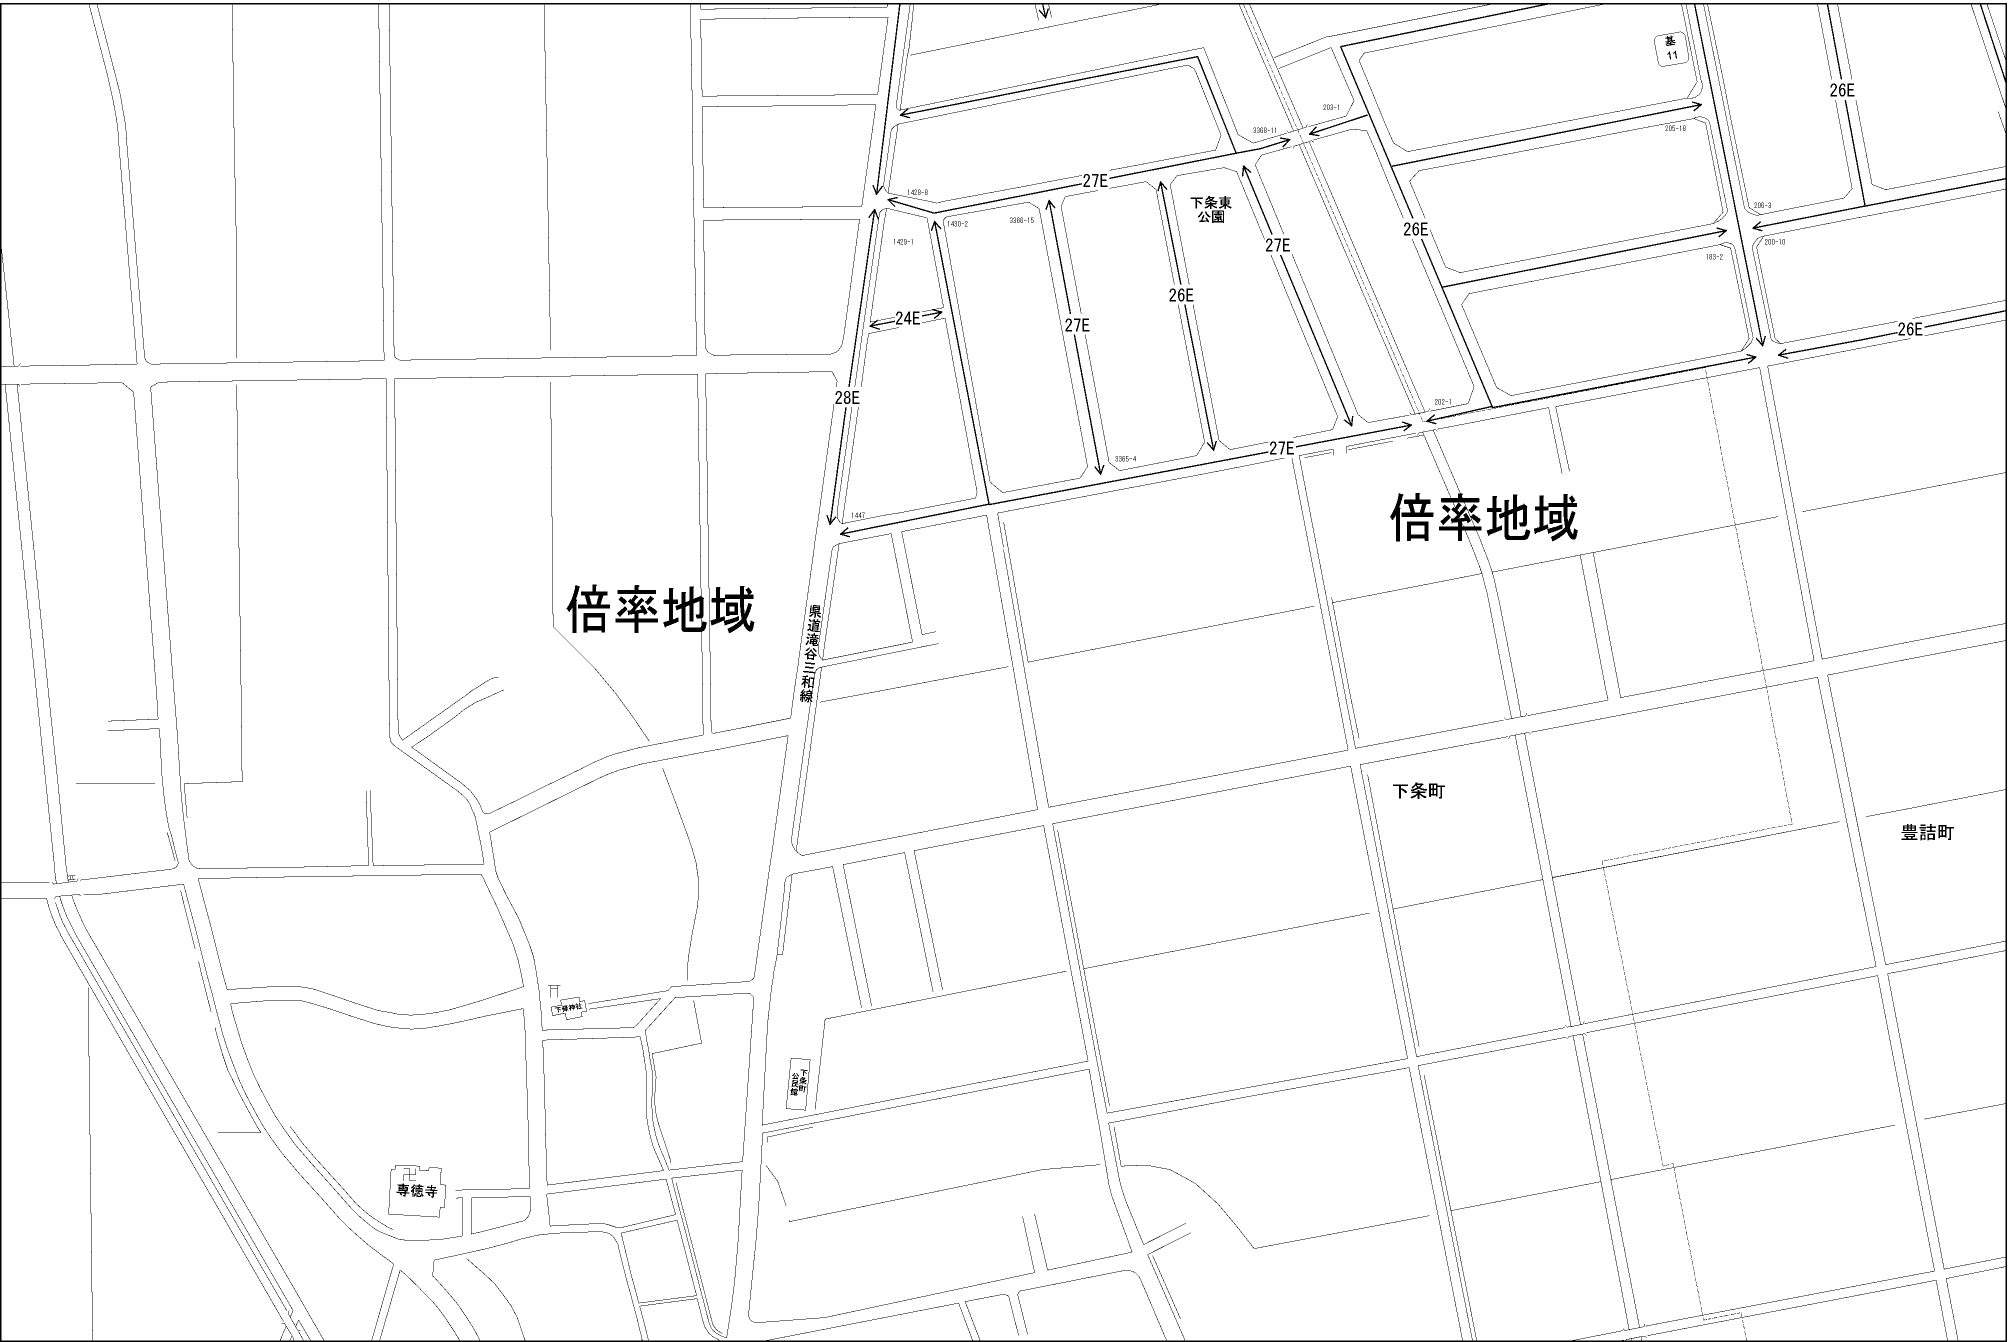 基
11
26E
203-1
3368-11
205-18
27E
1428-8
下条東
公園
206-3
3366-15
1430-2
26E
1429-1
200-10
27E
183-2
26E
24E
27E
26E
28E
202-1
27E
3365-4
倍率地域
1447
倍率地域
県道滝谷三和線
下条町
豊詰町
下條神社
下条町
公民館
専徳寺